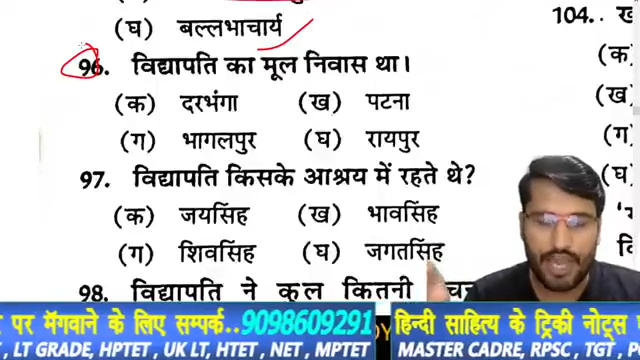 (घ) बल्लभाचार्य
96. विद्यापति का मूल निवास था।
(क) दरभंगा (ख) पटना
(ग) भागलपुर (घ) रायपुर
97. विद्यापति किसके आश्रय में रहते थे?
(क) जयसिंह (ख) भावसिंह
(ग) शिवसिंह (घ) जगतसिंह
98. विद्यापति ने कुल कितनी
104.
(क)
(ख)
(ग)
(घ)
पर मॅगवाने के लिए सम्पर्क..9098609291
हिन्दी साहित्य के ट्रिकी नोट्स
, LT GRADE, HPTET , UK LT, HTET , NET , MPTET
MASTER CADRE, RPSC , TGT ,